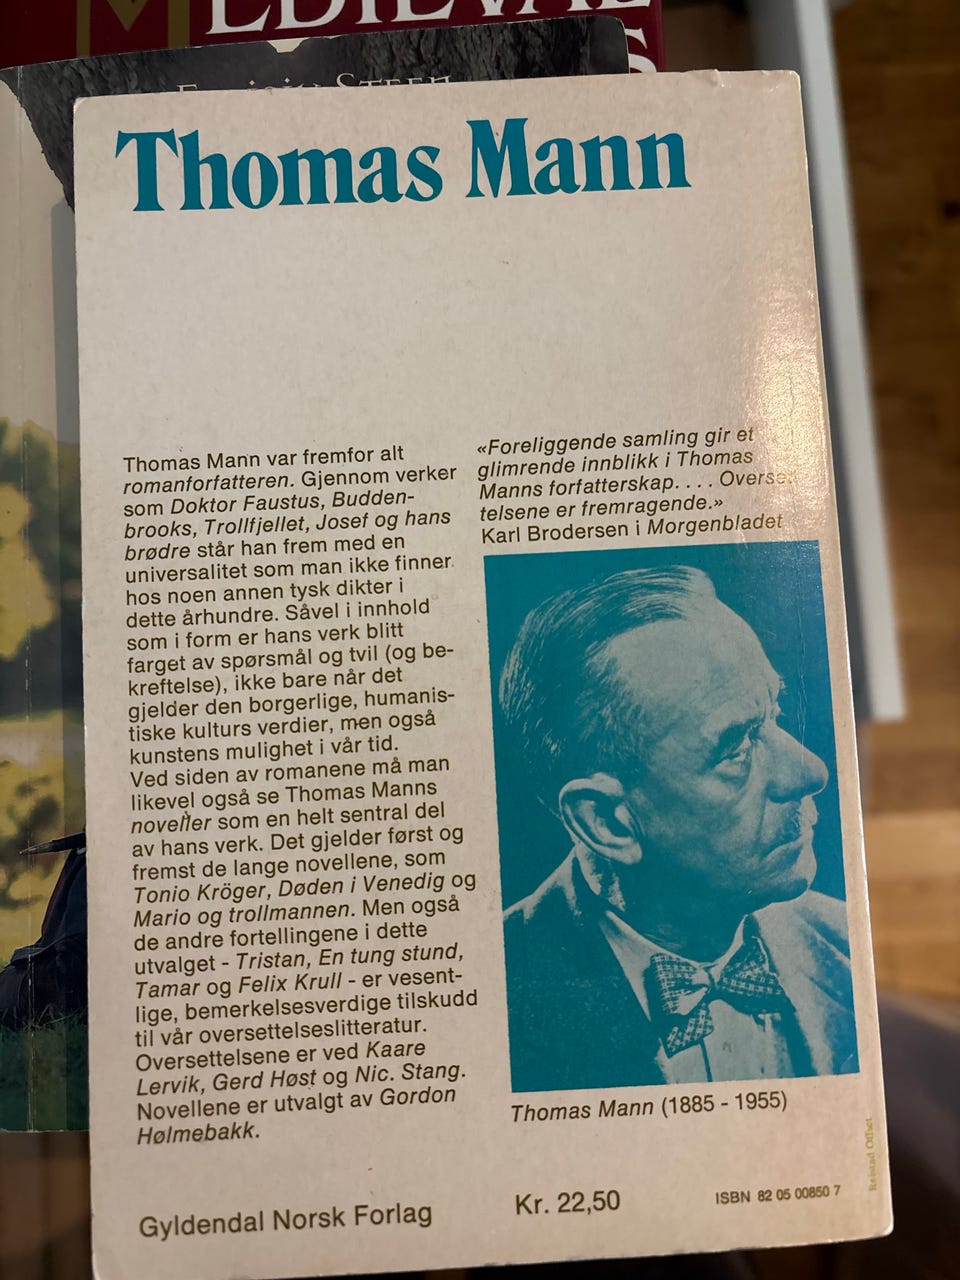 MEDIEVAL
STEEN
Thomas Mann
Thomas Mann var fremfor alt
romanforfatteren. Gjennom verker
som Doktor Faustus, Budden-
brooks, Trollfjellet, Josef og hans
brødre står han frem med en
universalitet som man ikke finner
hos noen annen tysk dikter i
dette århundre. Såvel i innhold
som i form er hans verk blitt
farget av spørsmål og tvil (og be-
kreftelse), ikke bare når det
gjelder den borgerlige, humanis-
tiske kulturs verdier, men også
kunstens mulighet i vår tid.
Ved siden av romanene må man
likevel også se Thomas Manns
noveller som en helt sentral del
av hans verk. Det gjelder først og
fremst de lange novellene, som
Tonio Kröger, Døden i Venedig og
Mario og trollmannen. Men også
de andre fortellingene i dette
utvalget - Tristan, En tung stund,
Tamar og Felix Krull - er vesent-
lige, bemerkelsesverdige tilskudd
til vår oversettelseslitteratur.
Oversettelsene er ved Kaare
Lervik, Gerd Høst og Nic. Stang.
Novellene er utvalgt av Gordon
Hølmebakk.
«Foreliggende samling gir et
glimrende innblikk i Thomas
Manns forfatterskap. . . . Overset-
telsene er fremragende.»
Karl Brodersen i Morgenbladet
Thomas Mann (1885 - 1955)
Gyldendal Norsk Forlag
Kr. 22,50
ISBN 82 05 00850 7
Reistad Offset